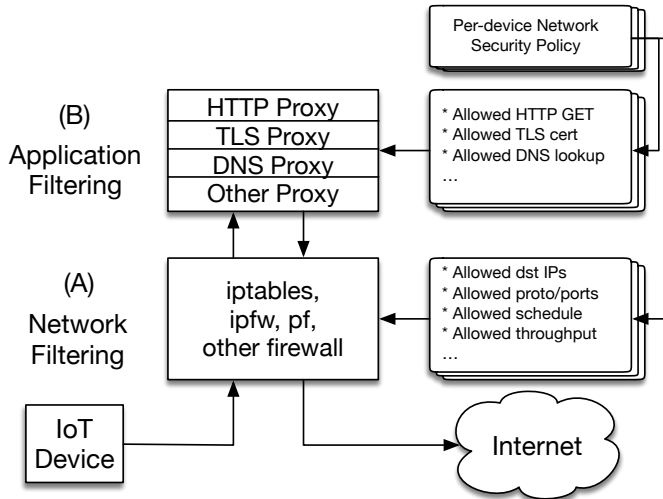 Per-device Network
Security Policy
(B)
Application
Filtering
HTTP Proxy
TLS Proxy
DNS Proxy
Other Proxy
* Allowed HTTP GET
* Allowed TLS cert
* Allowed DNS lookup
...
(A)
Network
Filtering
iptables,
ipfw, pf,
other firewall
* Allowed dst IPs
* Allowed proto/ports
* Allowed schedule
* Allowed throughput
...
IoT
Device
Internet